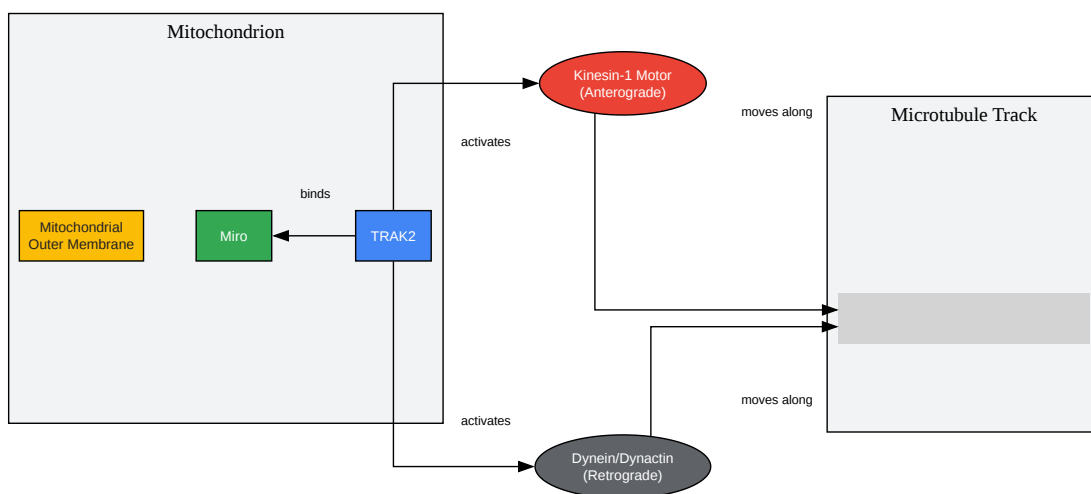 Mitochondrion
Kinesin-1 Motor
(Anterograde)
moves along
Microtubule Track
activates
binds
Mitochondrial
Outer Membrane
Miro
TRAK2
moves along
activates
Dynein/Dynactin
(Retrograde)